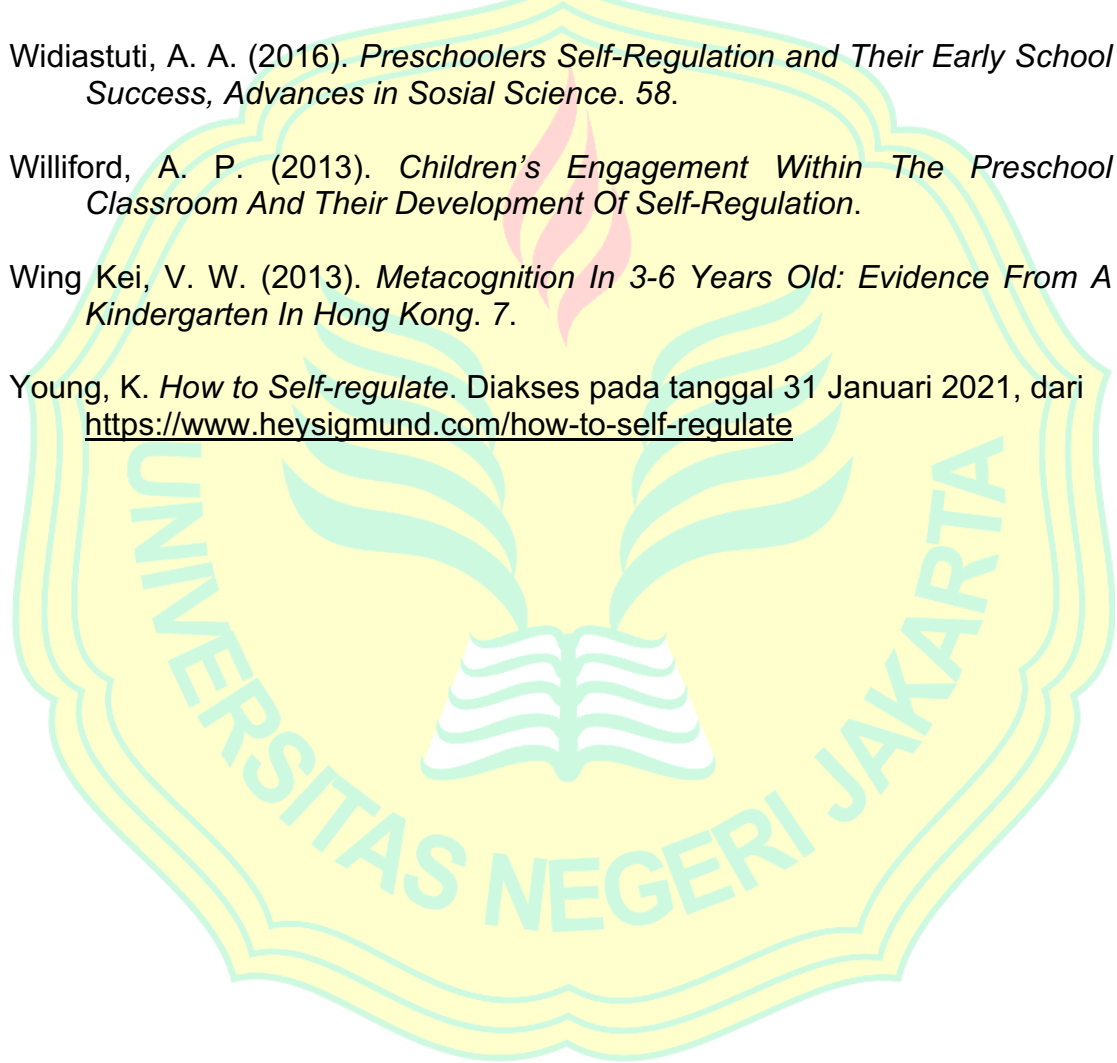 Widiastuti, A. A. (2016). Preschoolers Self-Regulation and Their Early School
Success, Advances in Sosial Science. 58.
Williford, A. P. (2013). Children's Engagement Within The Preschool
Classroom And Their Development Of Self-Regulation.
Wing Kei, V. W. (2013). Metacognition In 3-6 Years Old: Evidence From A
Kindergarten In Hong Kong. 7.
Young, K. How to Self-regulate. Diakses pada tanggal 31 Januari 2021, dari
https://www.heysigmund.com/how-to-self-regulate
UNIVERSITAS NEGERI JAKARTA